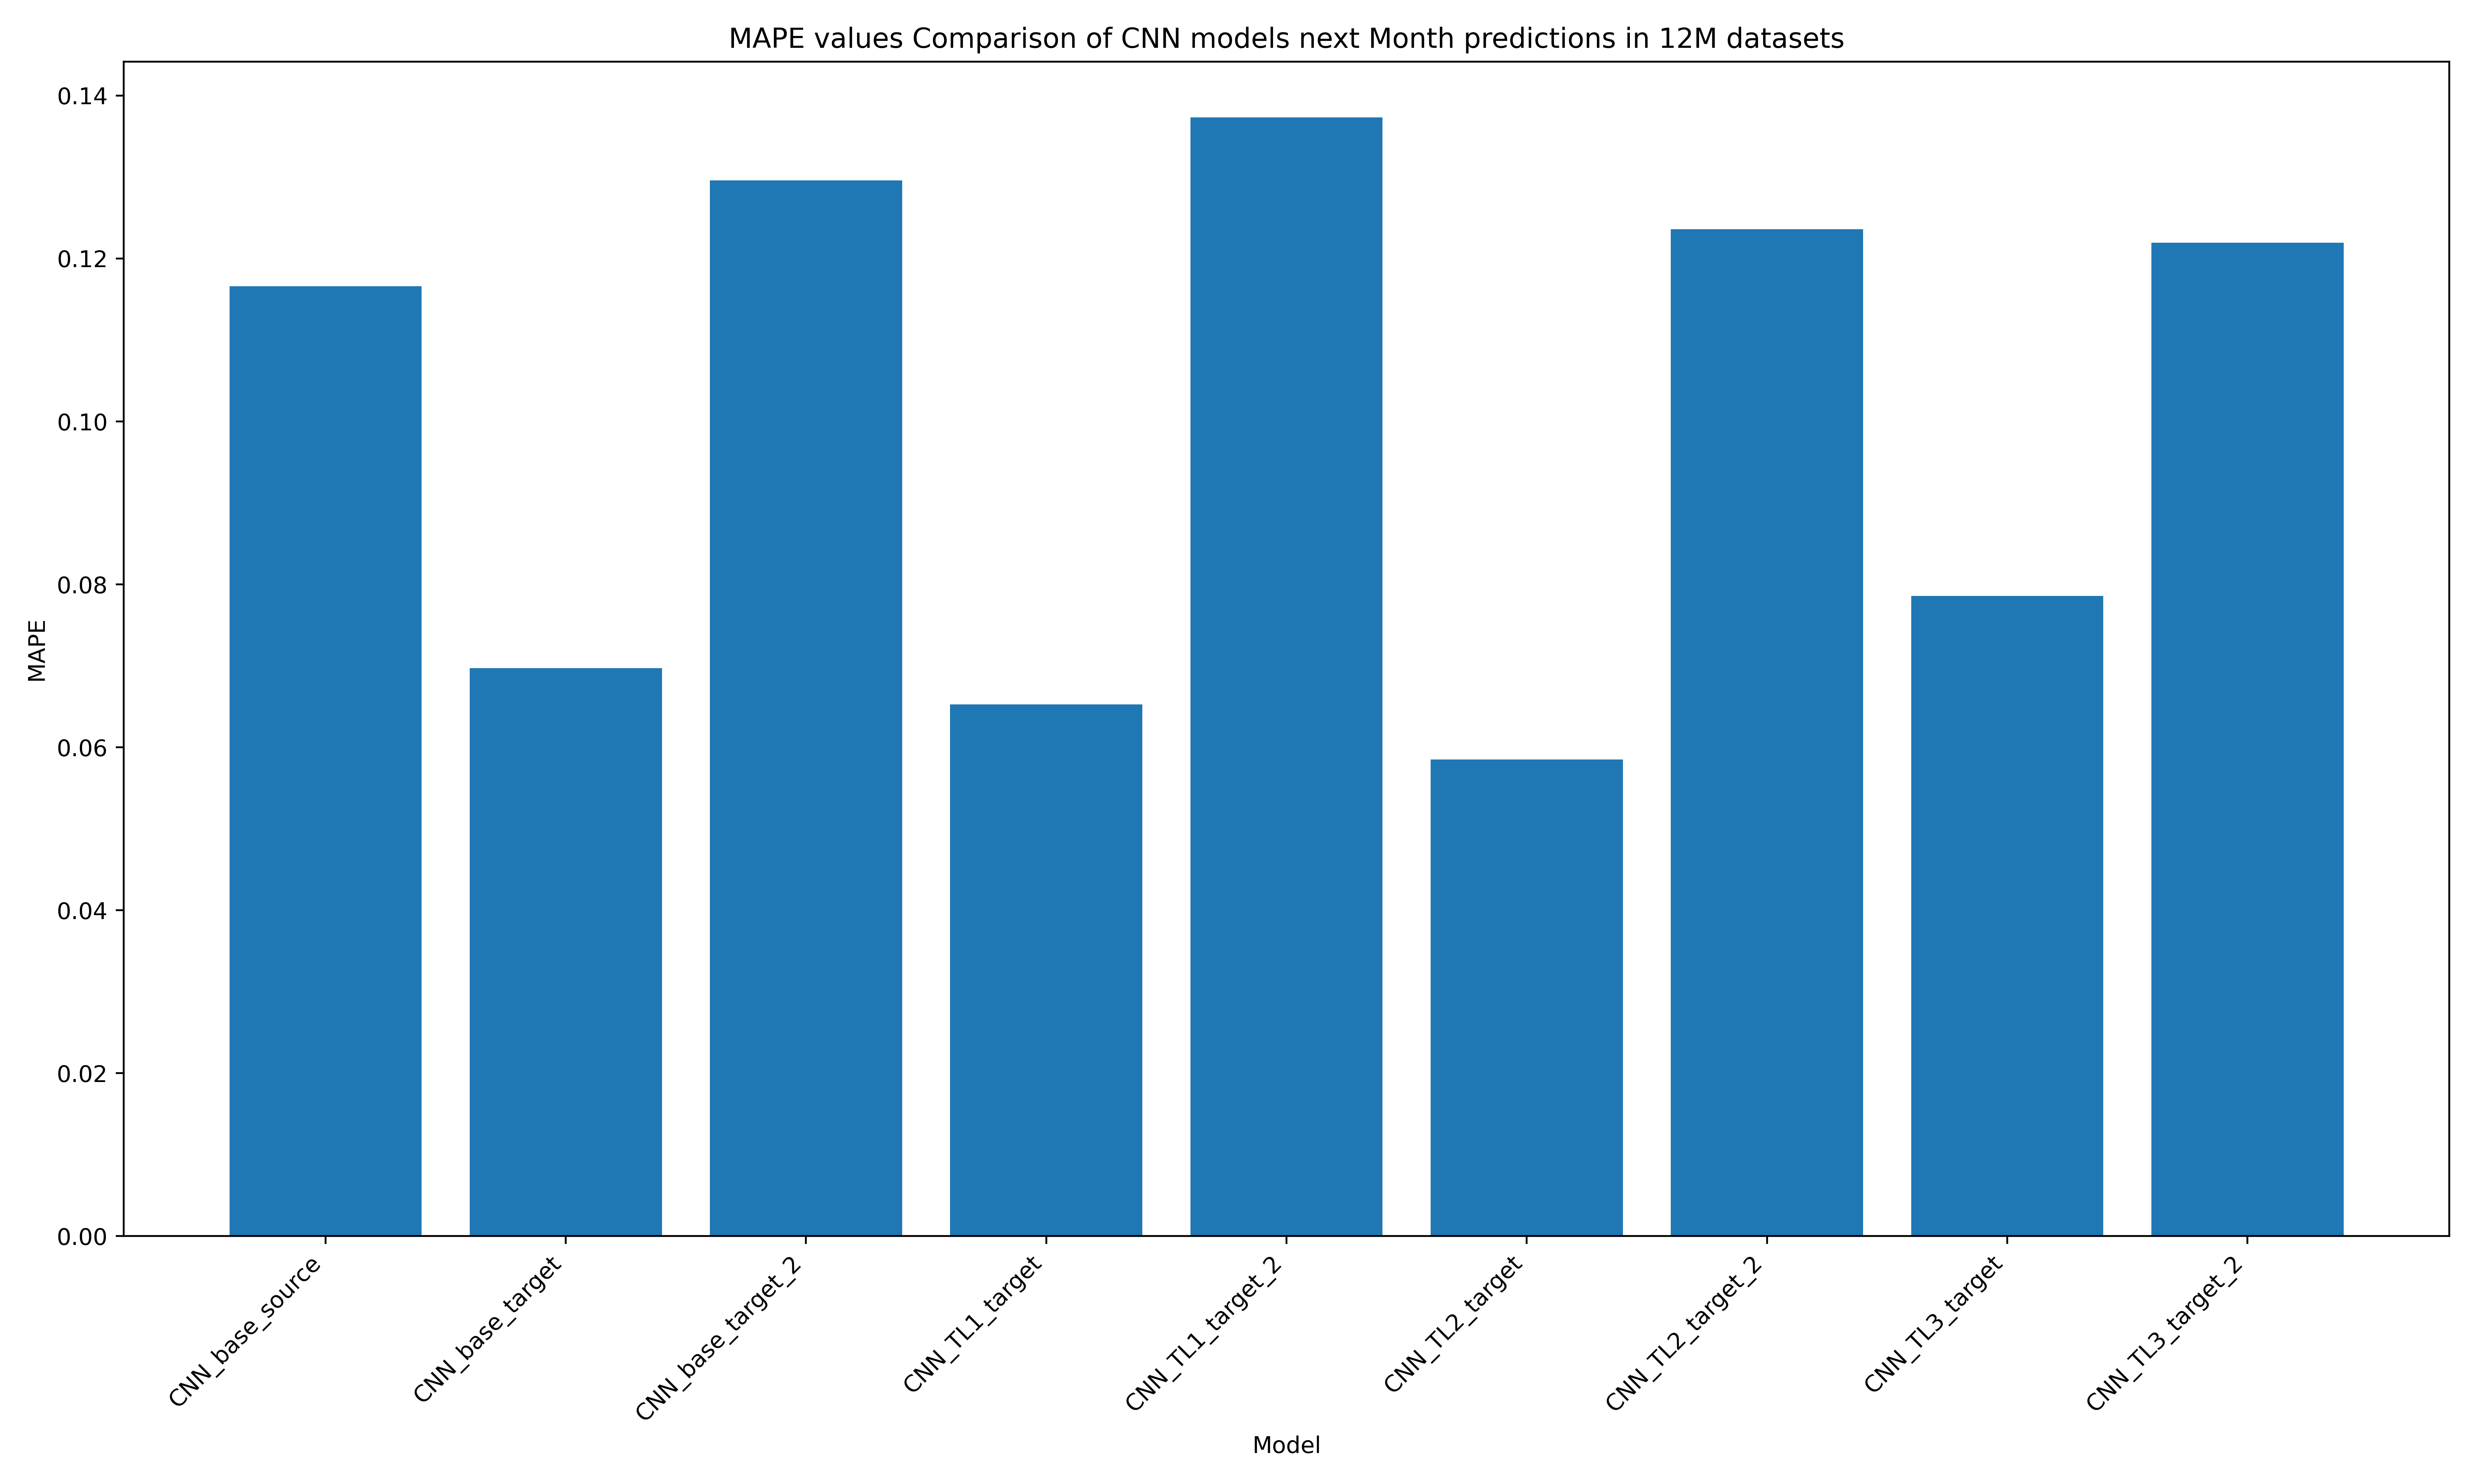 MAPE values Comparison of CNN models next Month predictions in 12M datasets
0.14
0.12
0.10
0.08
0.06
0.04
0.02
0.00
MAPE
CNN_base_source
CNN_base_target
CNN_base_target_2
CNN_TL1_target
CNN_TL1_target_2
CNN_TL2_target
CNN_TL2_target_2
CNN_TL3_target
CNN_TL3_target_2
Model